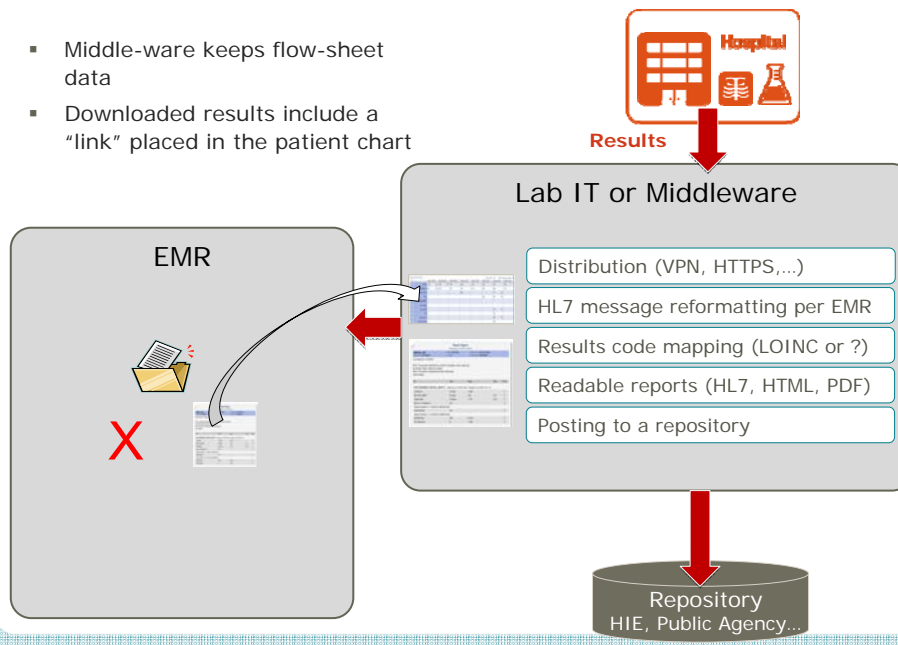 ▪ Middle-ware keeps flow-sheet
data
▪ Downloaded results include a
“link” placed in the patient chart
Hospital
Results
Lab IT or Middleware
EMR
Distribution (VPN, HTTPS,...)
HL7 message reformatting per EMR
Results code mapping (LOINC or ?)
Readable reports (HL7, HTML, PDF)
Posting to a repository
X
Repository
HIE, Public Agency...